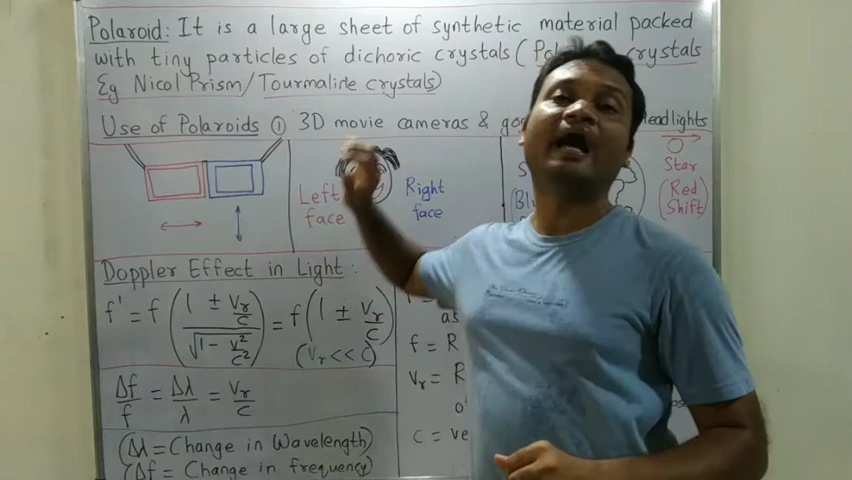 Polaroid: It is a large sheet of synthetic material packed
with tiny particles of dichoric crystals ( crystals
Eg Nicol Prism/Tourmaline crystals)
Use of Polaroids ① 3D movie cameras & headlights
Left face
Right face
Star
(Red Shift)
Doppler Effect in Light :
f' = f ( (1 ± Vr/c) / √(1 - v²/c²) ) = f (1 ± Vr/c)
(Vr << c)
as
f = R
Vr = R
c = ve
Δf/f = Δλ/λ = Vr/c
(Δλ = Change in Wavelength)
(Δf = Change in frequency)